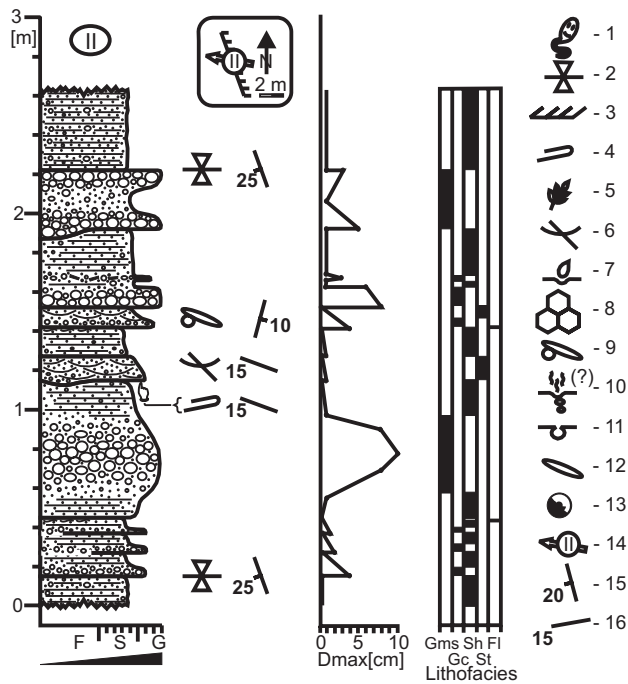 3
[m]
II
II N
2 m
- 1
- 2
- 3
- 4
- 5
- 6
- 7
- 8
- 9
(?) - 10
- 11
- 12
- 13
II - 14
20 - 15
15 - 16
25
2
10
15
1
15
25
0
F S G
0 5 10
Dmax[cm]
Gms Sh Fl
Gc St
Lithofacies